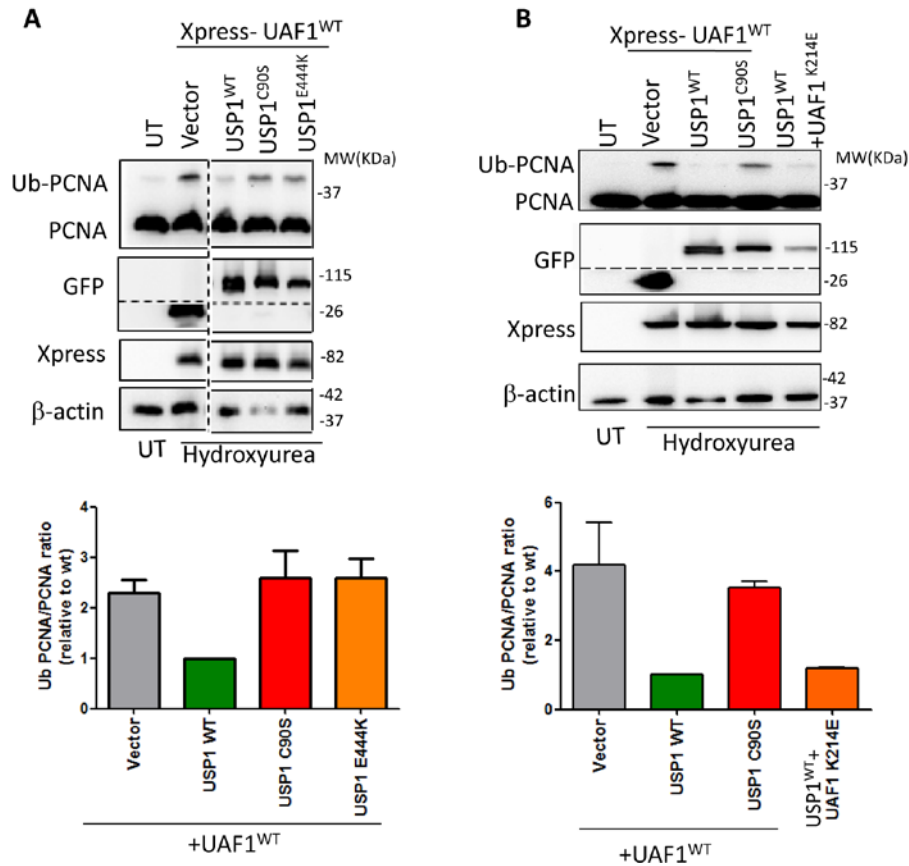 A
Xpress- UAF1WT
UT
Vector
USP1WT
USP1C90S
USP1E444K
MW(KDa)
Ub-PCNA
-37
PCNA
GFP
-115
-26
Xpress
-82
β-actin
-42
-37
UT
Hydroxyurea
Ub PCNA/PCNA ratio
(relative to wt)
4
3
2
1
0
Vector
USP1 WT
USP1 C90S
USP1 E444K
+UAF1WT
B
Xpress- UAF1WT
UT
Vector
USP1WT
USP1C90S
USP1WT
+UAF1K214E
MW(KDa)
Ub-PCNA
-37
PCNA
GFP
-115
-26
Xpress
-82
β-actin
-42
-37
UT
Hydroxyurea
Ub PCNA/PCNA ratio
(relative to wt)
6
4
2
0
Vector
USP1 WT
USP1 C90S
USP1WT+
UAF1 K214E
+UAF1WT